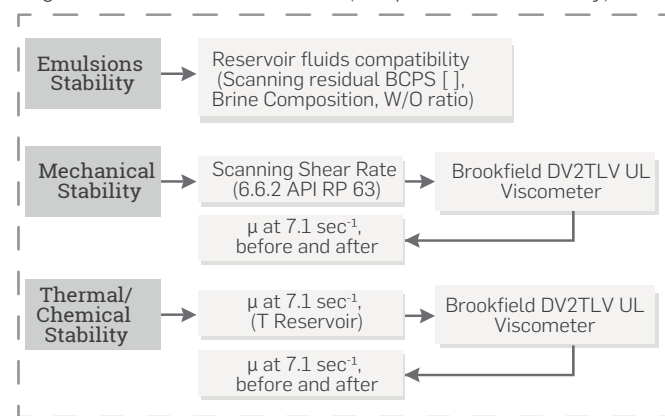 Emulsions
Stability
Reservoir fluids compatibility
(Scanning residual BCPS [ ],
Brine Composition, W/O ratio)
Mechanical
Stability
Scanning Shear Rate
(6.6.2 API RP 63)
Brookfield DV2TLV UL
Viscometer
µ at 7.1 sec⁻¹,
before and after
Thermal/
Chemical
Stability
µ at 7.1 sec⁻¹,
(T Reservoir)
Brookfield DV2TLV UL
Viscometer
µ at 7.1 sec⁻¹,
before and after